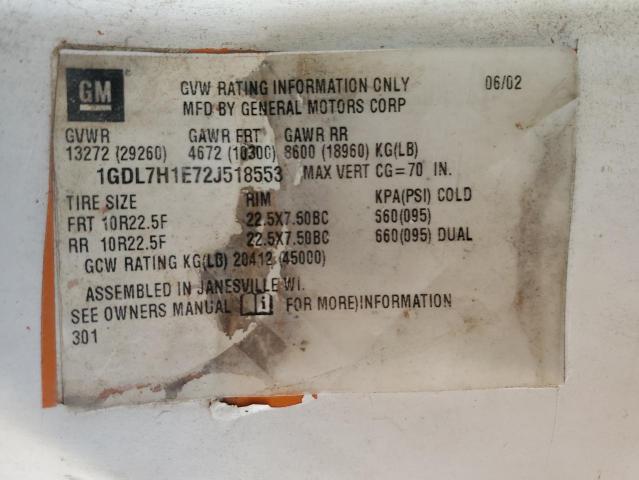 GM
GVW RATING INFORMATION ONLY 06/02
MFD BY GENERAL MOTORS CORP
GVWR GAWR FRT GAWR RR
13272 (29260) 4672 (10300) 8600 (18960) KG(LB)
1GDL7H1E72J518553 MAX VERT CG=70 IN.
TIRE SIZE RIM KPA(PSI) COLD
FRT 10R22.5F 22.5X7.50BC 560(095)
RR 10R22.5F 22.5X7.50BC 660(095) DUAL
GCW RATING KG(LB) 20412 (45000)
ASSEMBLED IN JANESVILLE WI.
SEE OWNERS MANUAL i FOR MORE)INFORMATION
301